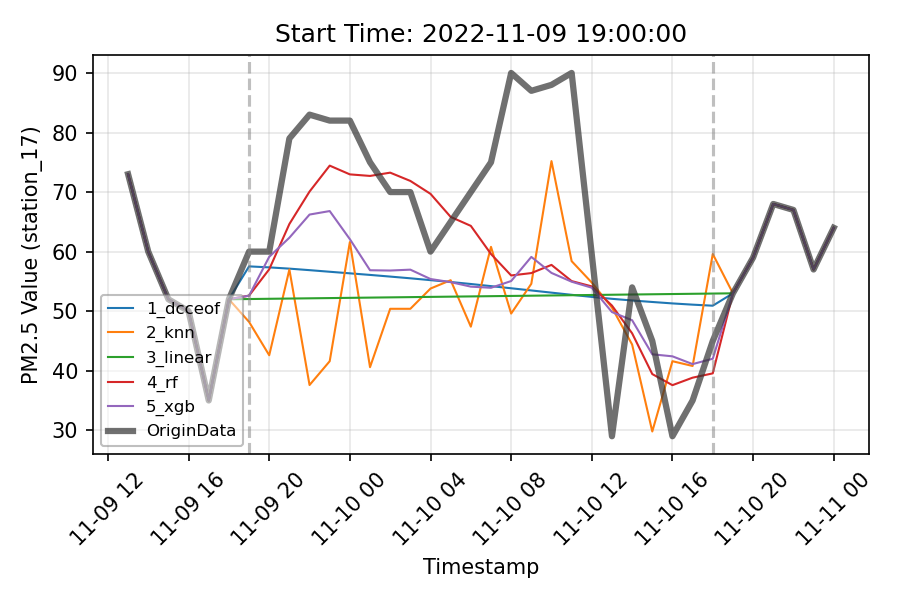 Start Time: 2022-11-09 19:00:00
PM2.5 Value (station_17)
90
80
70
60
50
40
30
1_dcceof
2_knn
3_linear
4_rf
5_xgb
OriginData
11-09 12
11-09 16
11-09 20
11-10 00
11-10 04
11-10 08
11-10 12
11-10 16
11-10 20
11-11 00
Timestamp